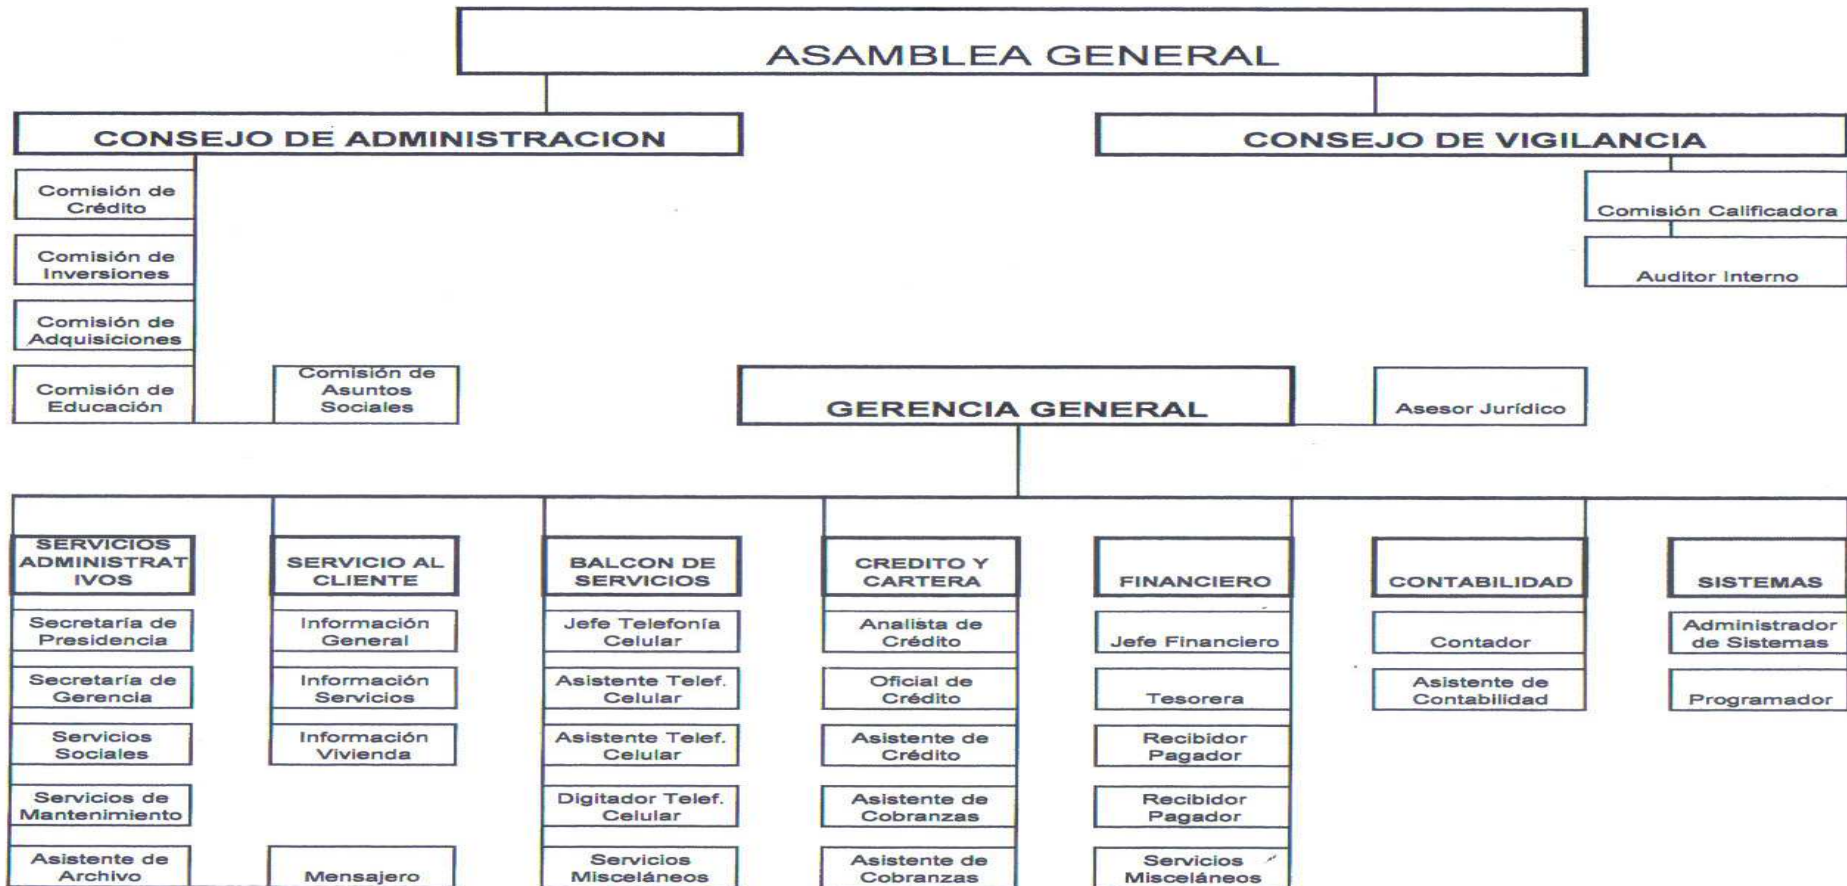 ASAMBLEA GENERAL
CONSEJO DE ADMINISTRACION
CONSEJO DE VIGILANCIA
Comisión de
Crédito
Comisión Calificadora
Comisión de
Inversiones
Auditor Interno
Comisión de
Adquisiciones
Comisión de
Educación
Comisión de
Asuntos
Sociales
GERENCIA GENERAL
Asesor Jurídico
SERVICIOS
ADMINISTRAT
IVOS
SERVICIO AL
CLIENTE
BALCON DE
SERVICIOS
CREDITO Y
CARTERA
FINANCIERO
CONTABILIDAD
SISTEMAS
Secretaría de
Presidencia
Información
General
Jefe Telefonía
Celular
Analista de
Crédito
Jefe Financiero
Contador
Administrador
de Sistemas
Secretaría de
Gerencia
Información
Servicios
Asistente Telef.
Celular
Oficial de
Crédito
Tesorera
Asistente de
Contabilidad
Programador
Servicios
Sociales
Información
Vivienda
Asistente Telef.
Celular
Asistente de
Crédito
Recibidor
Pagador
Servicios de
Mantenimiento
Digitador Telef.
Celular
Asistente de
Cobranzas
Recibidor
Pagador
Asistente de
Archivo
Mensajero
Servicios
Misceláneos
Asistente de
Cobranzas
Servicios
Misceláneos